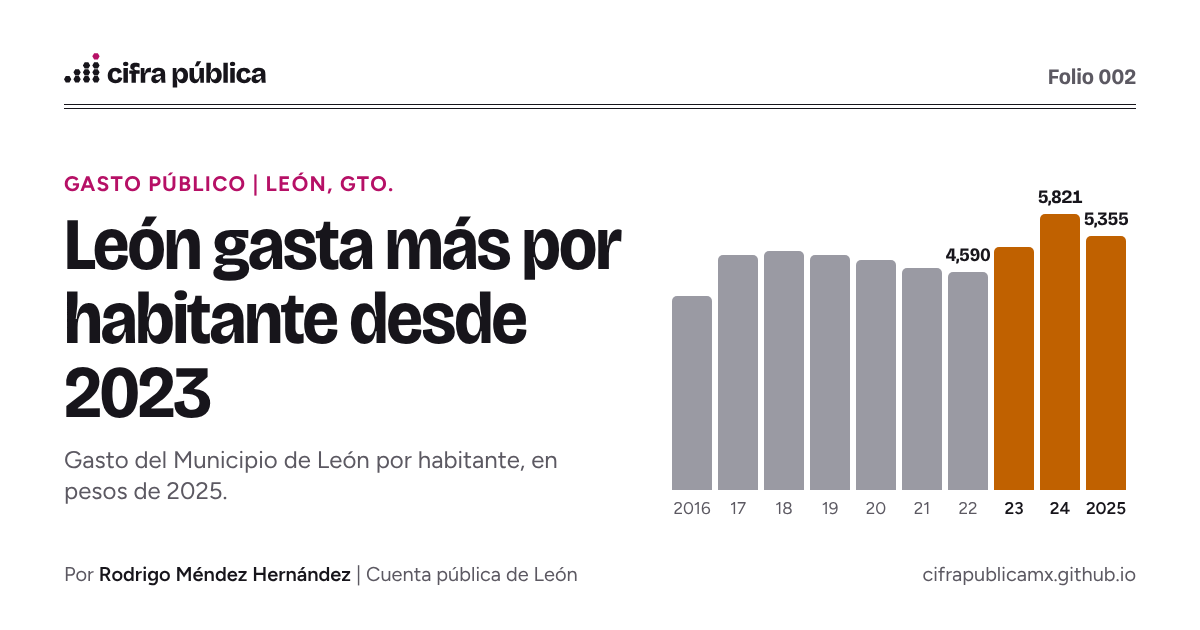 cifra pública
Folio 002
GASTO PÚBLICO | LEÓN, GTO.
León gasta más por
habitante desde
2023
Gasto del Municipio de León por habitante, en
pesos de 2025.
5,821
5,355
4,590
2016 17 18 19 20 21 22 23 24 2025
Por Rodrigo Méndez Hernández | Cuenta pública de León
cifrapublicamx.github.io